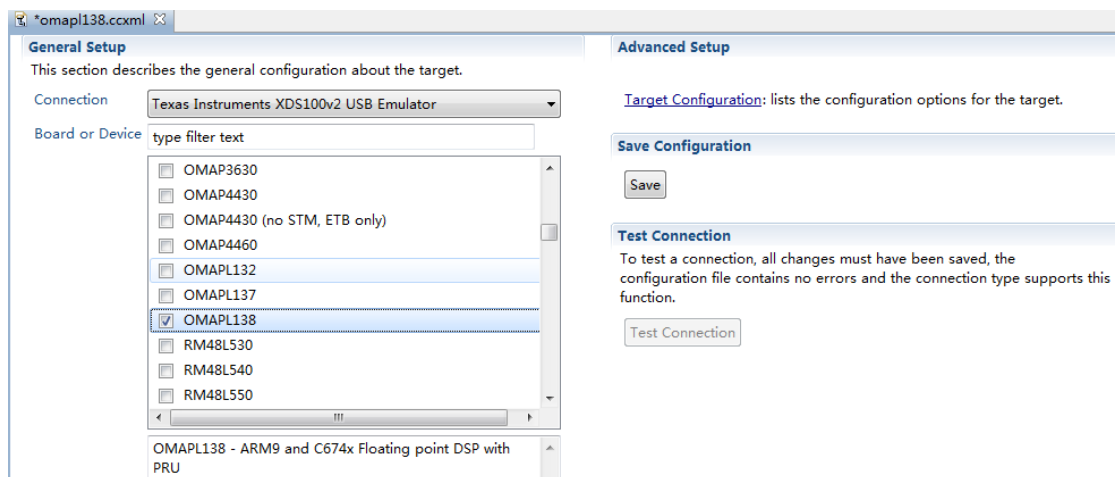 *omapl138.ccxml
General Setup
This section describes the general configuration about the target.
Connection
Texas Instruments XDS100v2 USB Emulator
Board or Device
type filter text
OMAP3630
OMAP4430
OMAP4430 (no STM, ETB only)
OMAP4460
OMAPL132
OMAPL137
OMAPL138
RM48L530
RM48L540
RM48L550
OMAPL138 - ARM9 and C674x Floating point DSP with
PRU
Advanced Setup
Target Configuration: lists the configuration options for the target.
Save Configuration
Save
Test Connection
To test a connection, all changes must have been saved, the
configuration file contains no errors and the connection type supports this
function.
Test Connection